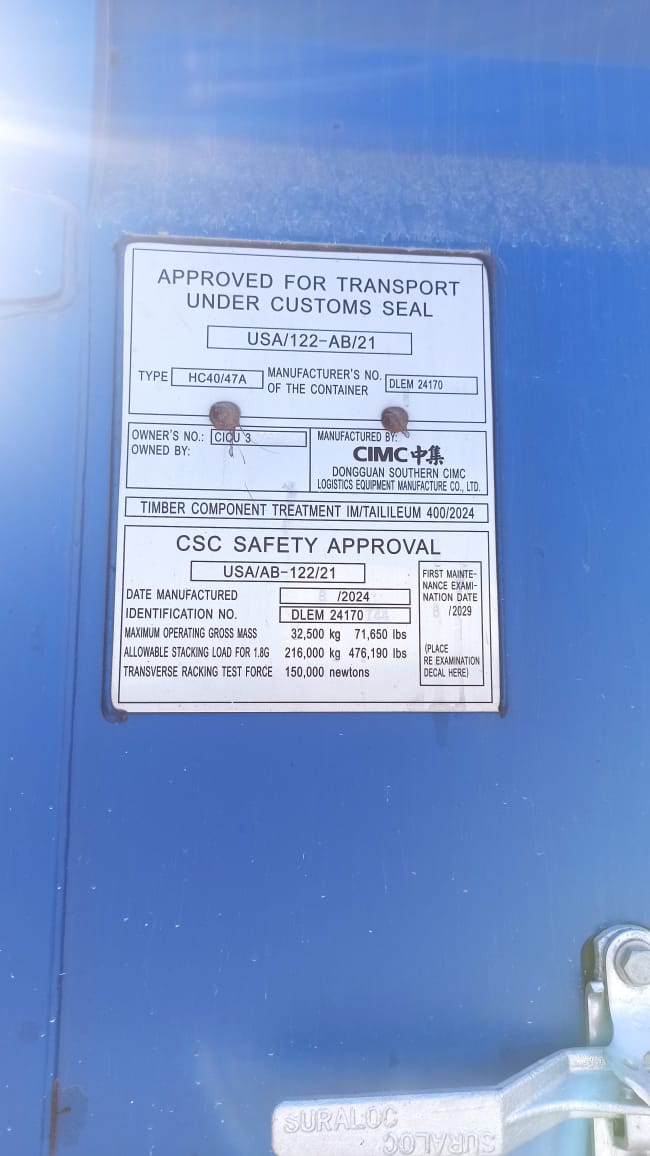 APPROVED FOR TRANSPORT
UNDER CUSTOMS SEAL
USA/122-AB/21
TYPE HC40/47A MANUFACTURER'S NO. OF THE CONTAINER DLEM 24170
OWNER'S NO.: CICU 3
OWNED BY:
MANUFACTURED BY:
CIMC中集
DONGGUAN SOUTHERN CIMC
LOGISTICS EQUIPMENT MANUFACTURE CO., LTD.
TIMBER COMPONENT TREATMENT IM/TAILILEUM 400/2024
CSC SAFETY APPROVAL
USA/AB-122/21
DATE MANUFACTURED 8 /2024
IDENTIFICATION NO. DLEM 24170
MAXIMUM OPERATING GROSS MASS 32,500 kg 71,650 lbs
ALLOWABLE STACKING LOAD FOR 1.8G 216,000 kg 476,190 lbs
TRANSVERSE RACKING TEST FORCE 150,000 newtons
FIRST MAINTE-
NANCE EXAMI-
NATION DATE
8 /2029
(PLACE
RE EXAMINATION
DECAL HERE)
SURALOC
SURALOC